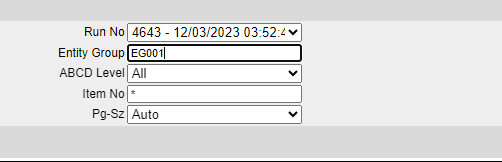 Run No 4643 - 12/03/2023 03:52:4
Entity Group EG001
ABCD Level All
Item No *
Pg-Sz Auto